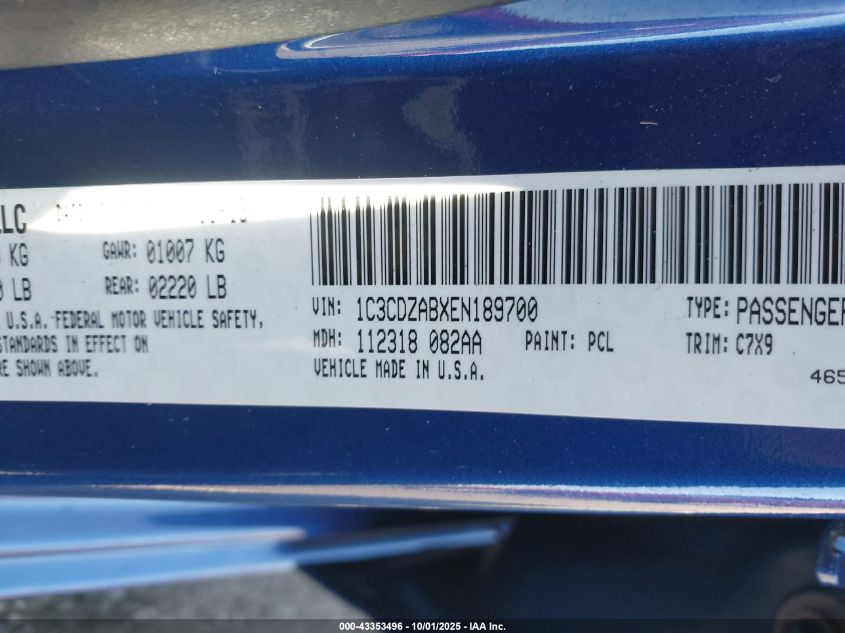 LLC
KG GAWR: 01007 KG
LB REAR: 02220 LB
U.S.A. FEDERAL MOTOR VEHICLE SAFETY,
STANDARDS IN EFFECT ON
SHOWN ABOVE.
VIN: 1C3CDZABXEN189700
TYPE: PASSENGER
MDH: 112318 082AA PAINT: PCL
TRIM: C7X9
VEHICLE MADE IN U.S.A.
465
000-43353496 - 10/01/2025 - IAA Inc.